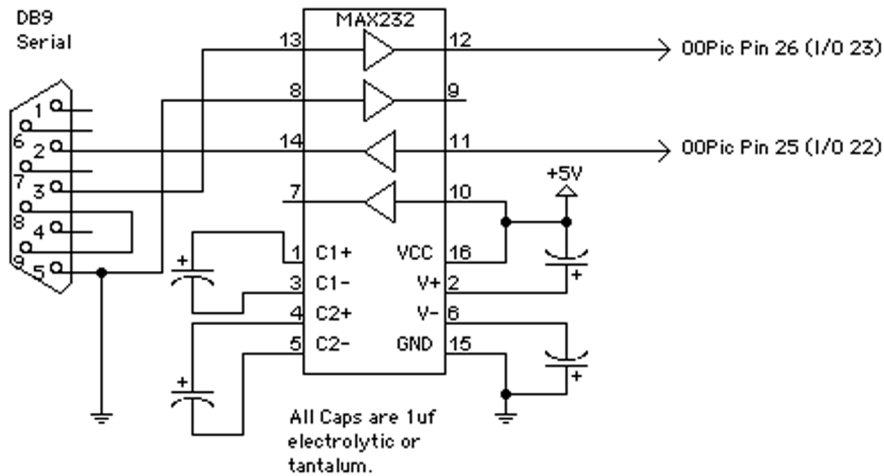 DB9
Serial
MAX232
13
12
OOPic Pin 26 (I/O 23)
8
9
1
6
2
14
11
OOPic Pin 25 (I/O 22)
7
3
7
10
+5V
8
4
9
5
+
1
C1+
VCC
16
+
3
C1-
V+
2
4
C2+
V-
6
+
5
C2-
GND
15
+
All Caps are 1uf
electrolytic or
tantalum.